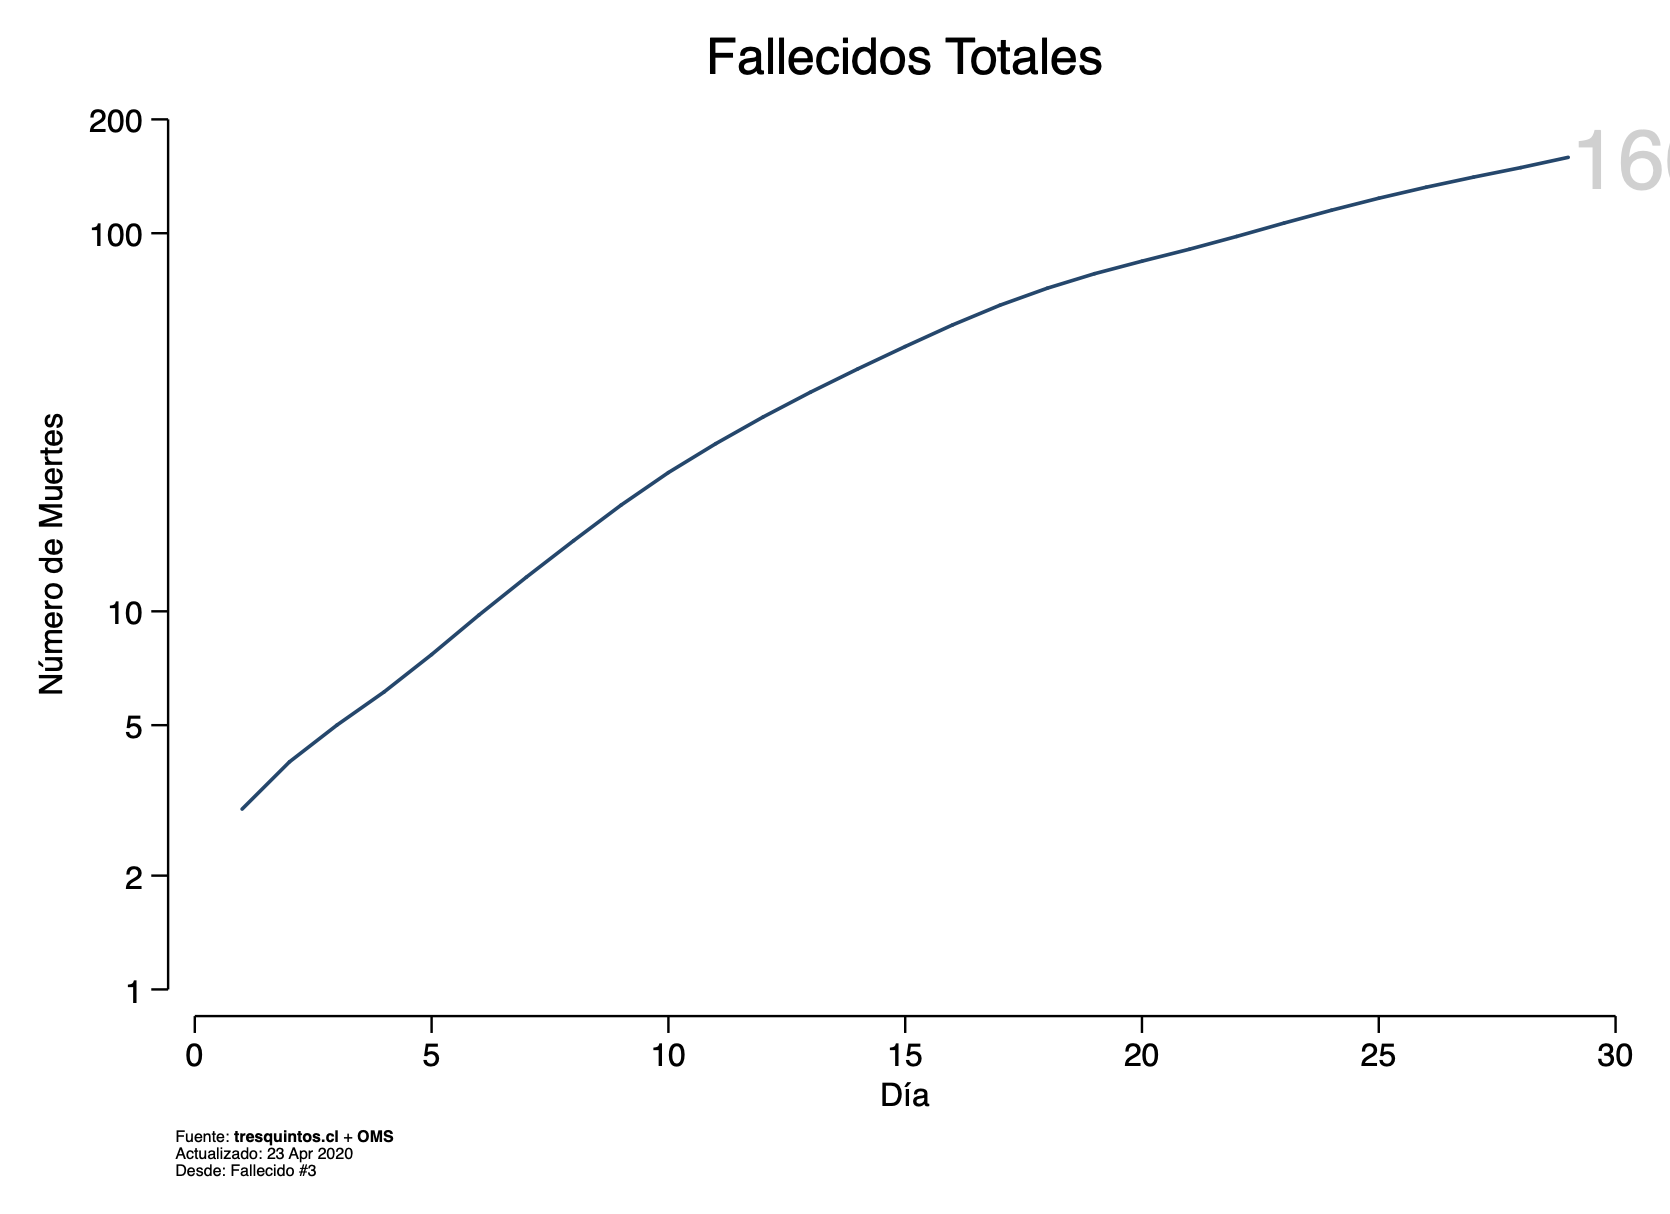 Fallecidos Totales
200
100
10
5
2
1
Número de Muertes
0 5 10 15 20 25 30
Día
Fuente: tresquintos.cl + OMS
Actualizado: 23 Apr 2020
Desde: Fallecido #3